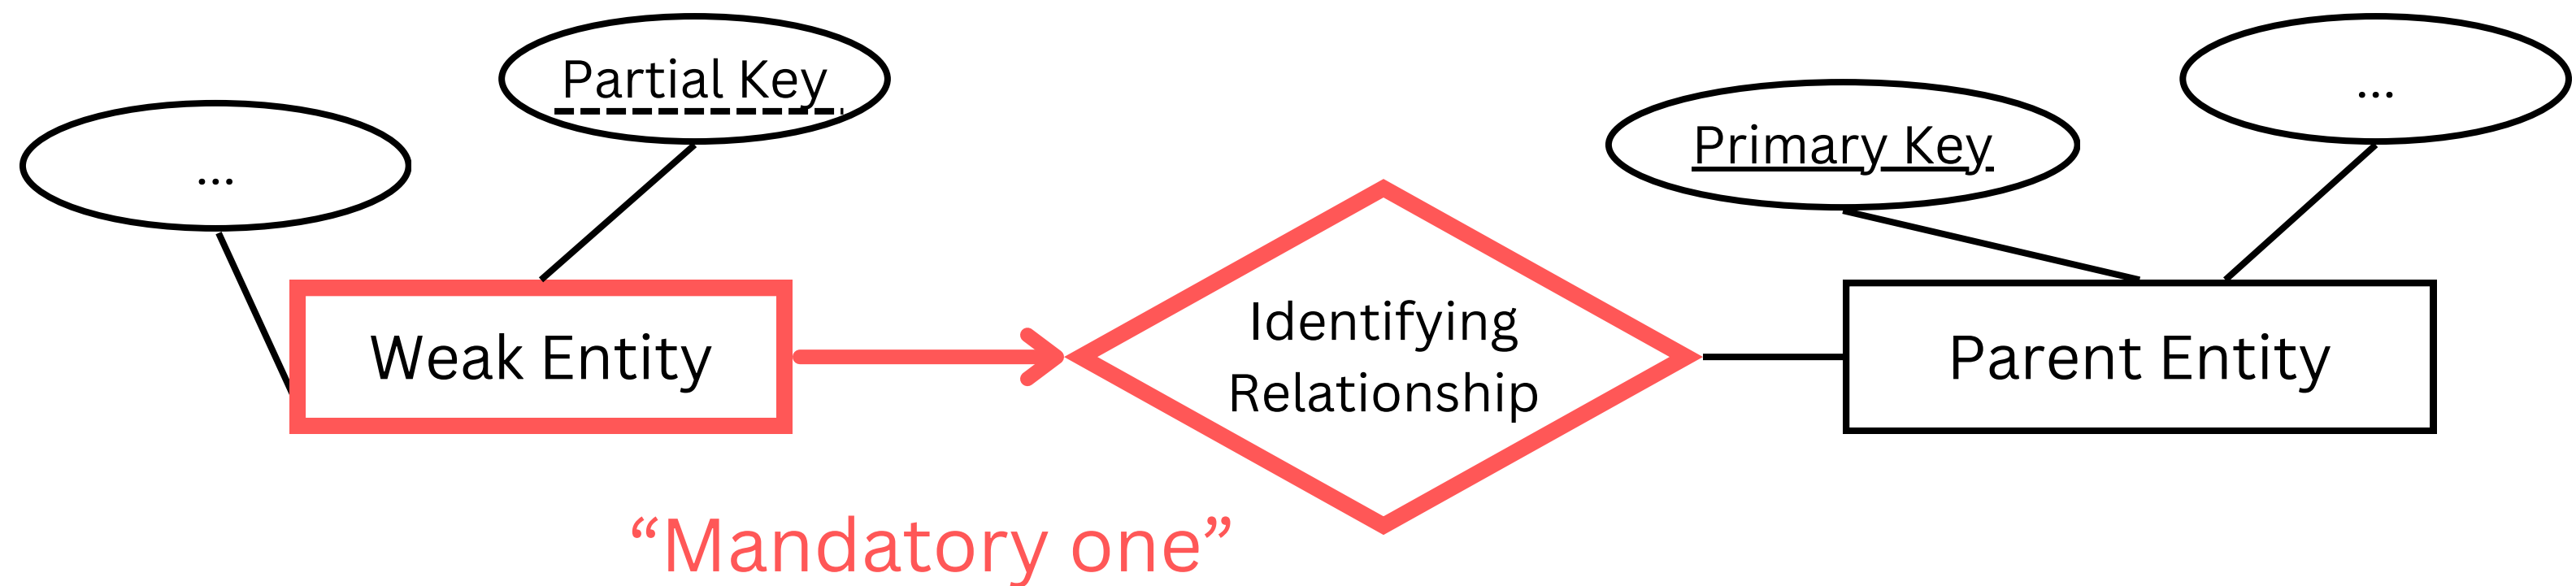 ...
Partial Key
Primary Key
...
Weak Entity
Identifying
Relationship
Parent Entity
“Mandatory one”